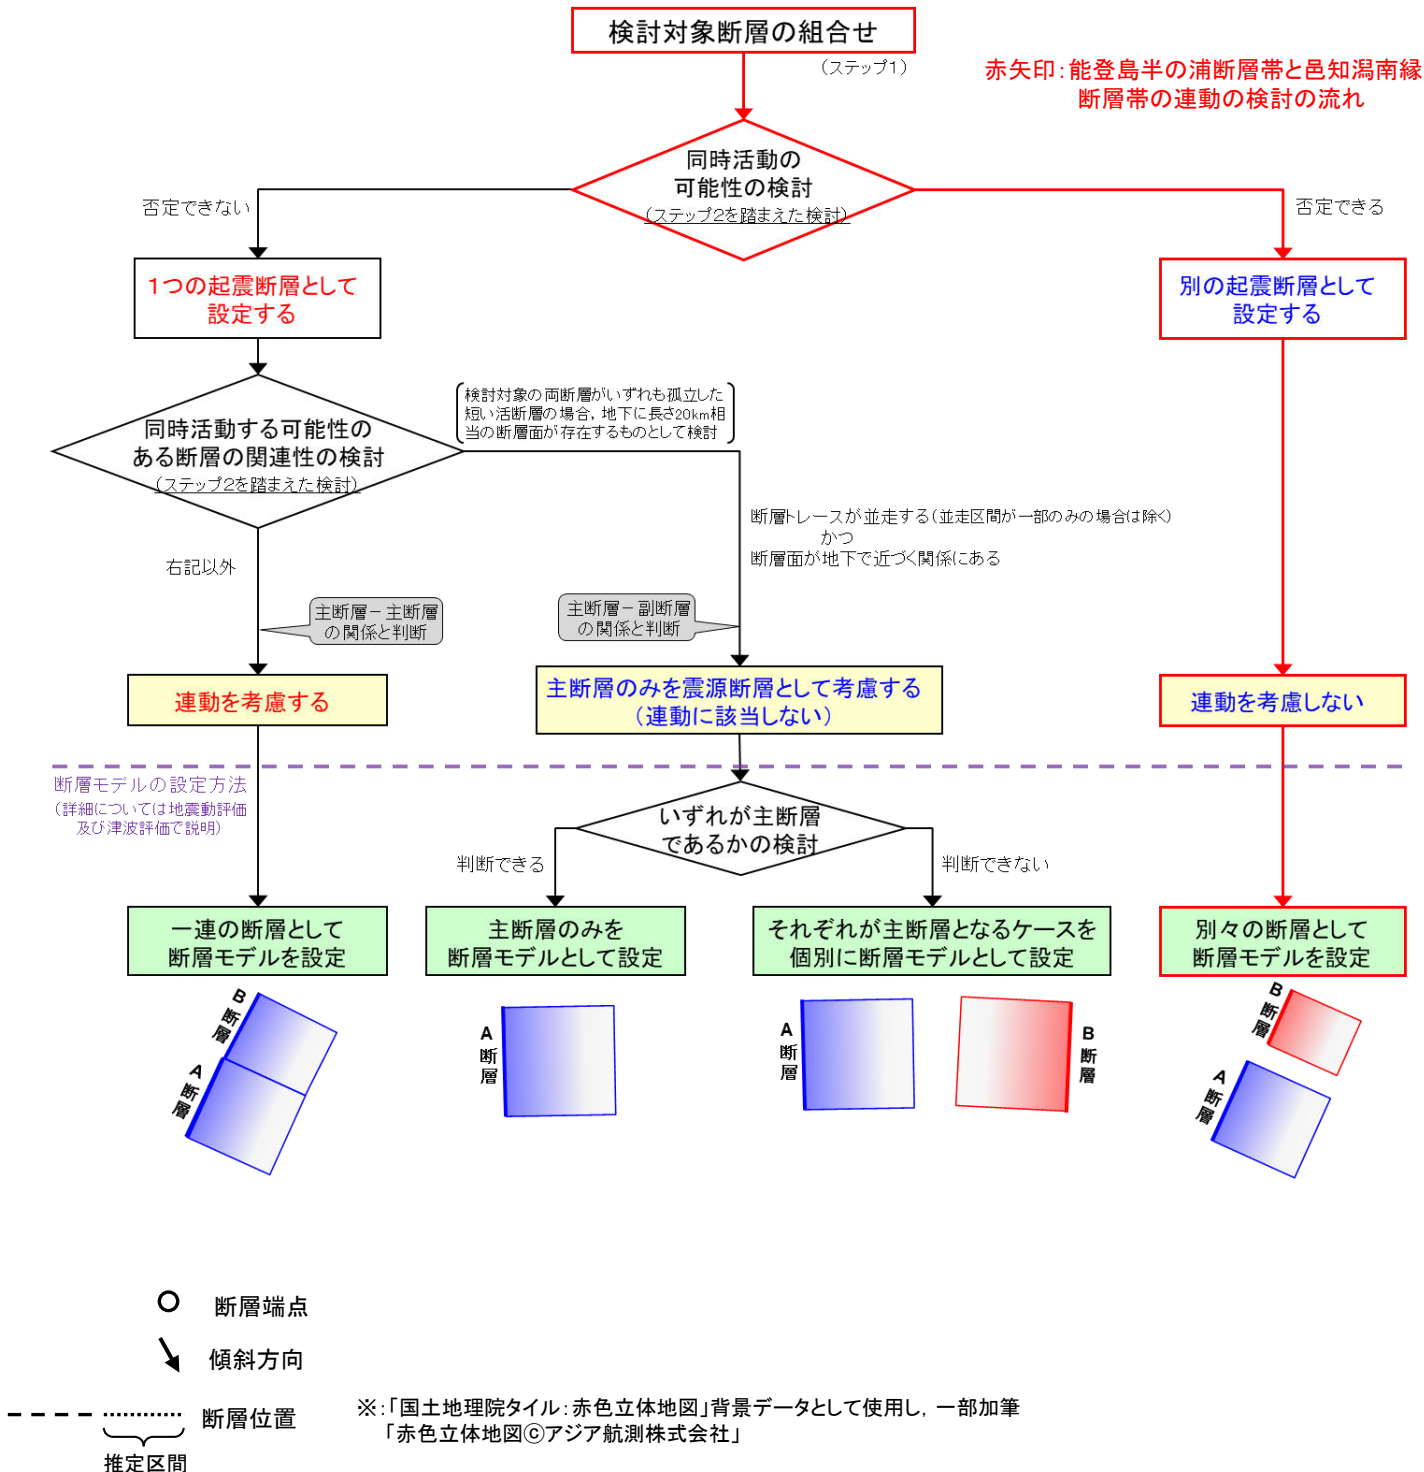 検討対象断層の組合せ
（ステップ1）
赤矢印：能登島半の浦断層帯と邑知潟南縁
断層帯の連動の検討の流れ
同時活動の
可能性の検討
（ステップ2を踏まえた検討）
否定できない
否定できる
1つの起震断層として
設定する
別の起震断層として
設定する
検討対象の両断層がいずれも孤立した
短い活断層の場合，地下に長さ20km相
当の断層面が存在するものとして検討
同時活動する可能性の
ある断層の関連性の検討
（ステップ2を踏まえた検討）
断層トレースが並走する（並走区間が一部のみの場合は除く）
かつ
断層面が地下で近づく関係にある
右記以外
主断層－主断層
の関係と判断
主断層－副断層
の関係と判断
連動を考慮する
主断層のみを震源断層として考慮する
（連動に該当しない）
連動を考慮しない
断層モデルの設定方法
（詳細については地震動評価
及び津波評価で説明）
いずれが主断層
であるかの検討
判断できる
判断できない
一連の断層として
断層モデルを設定
主断層のみを
断層モデルとして設定
それぞれが主断層となるケースを
個別に断層モデルとして設定
別々の断層として
断層モデルを設定
B断層
A断層
A断層
A断層
B断層
B断層
A断層
断層端点
傾斜方向
断層位置
推定区間
※：「国土地理院タイル：赤色立体地図」背景データとして使用し，一部加筆
「赤色立体地図©アジア航測株式会社」